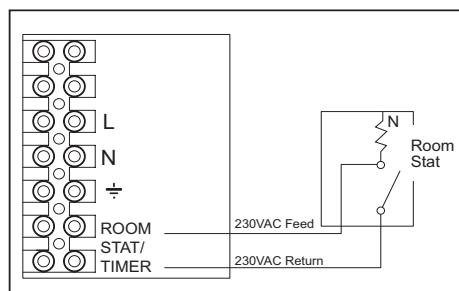 L
N
ROOM
STAT/
TIMER
230VAC Feed
230VAC Return
N
Room
Stat